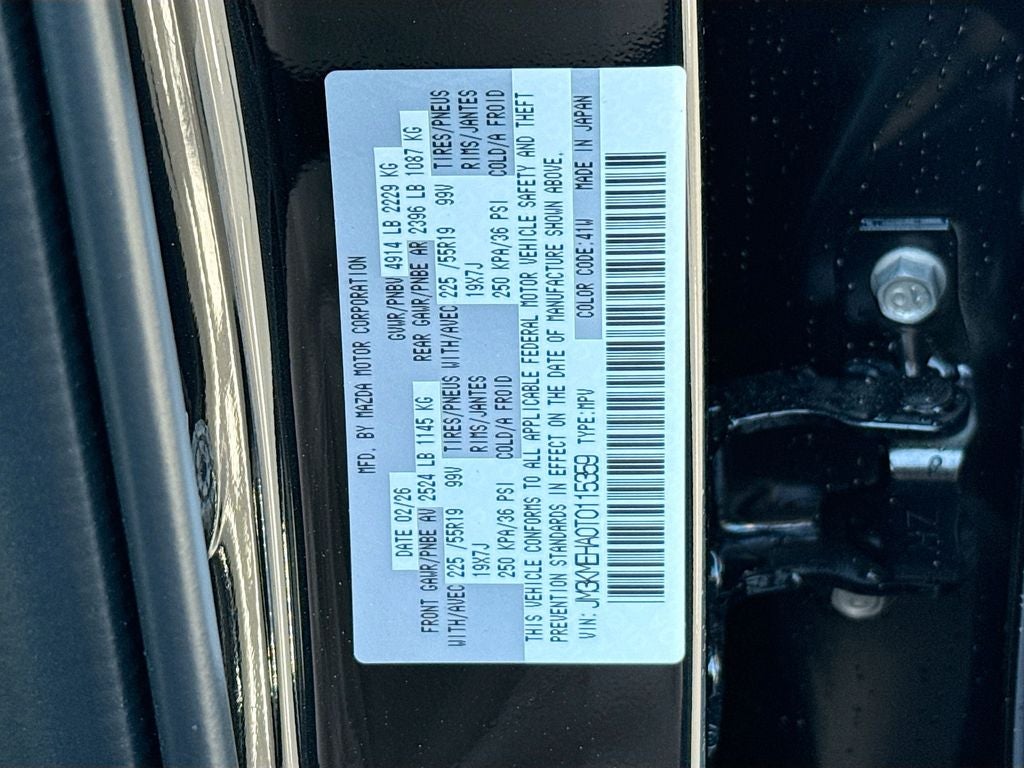 MFD. BY MAZDA MOTOR CORPORATION
DATE 02/26 GVWR/PNBV 4914 LB 2229 KG
FRONT GAWR/PNBE AV 2524 LB 1145 KG REAR GAWR/PNBE AR 2396 LB 1087 KG
WITH/AVEC 225 /55R19 99V TIRES/PNEUS WITH/AVEC 225 /55R19 99V TIRES/PNEUS
19X7J RIMS/JANTES 19X7J RIMS/JANTES
250 KPA/36 PSI COLD/A FROID 250 KPA/36 PSI COLD/A FROID
THIS VEHICLE CONFORMS TO ALL APPLICABLE FEDERAL MOTOR VEHICLE SAFETY AND THEFT
PREVENTION STANDARDS IN EFFECT ON THE DATE OF MANUFACTURE SHOWN ABOVE.
VIN: JM3KMEHA0T0115359 TYPE:MPV COLOR CODE:41W MADE IN JAPAN